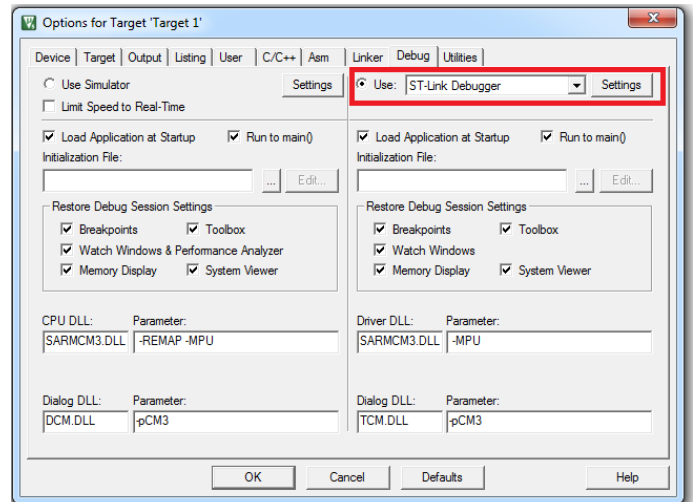 Options for Target 'Target 1'
Device Target Output Listing User C/C++ Asm Linker Debug Utilities
Use Simulator Settings Use: ST-Link Debugger Settings
Limit Speed to Real-Time
Load Application at Startup Run to main() Load Application at Startup Run to main()
Initialization File: Initialization File:
... Edit... ... Edit...
Restore Debug Session Settings Restore Debug Session Settings
Breakpoints Toolbox Breakpoints Toolbox
Watch Windows & Performance Analyzer Watch Windows
Memory Display System Viewer Memory Display System Viewer
CPU DLL: Parameter: Driver DLL: Parameter:
SARMCM3.DLL -REMAP -MPU SARMCM3.DLL -MPU
Dialog DLL: Parameter: Dialog DLL: Parameter:
DCM.DLL -pCM3 TCM.DLL -pCM3
OK Cancel Defaults Help